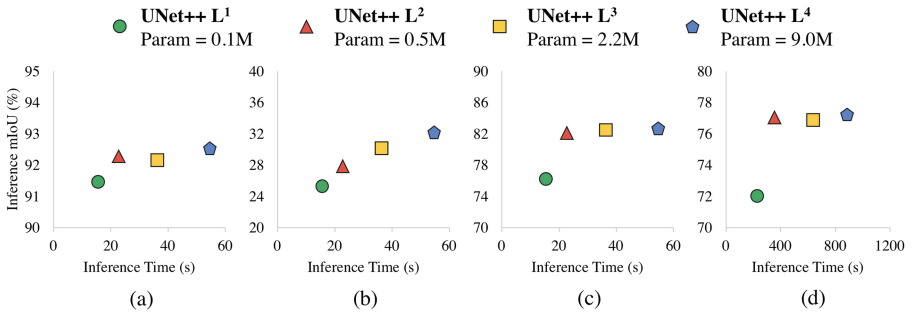 UNet++ L¹ UNet++ L² UNet++ L³ UNet++ L⁴
Param = 0.1M Param = 0.5M Param = 2.2M Param = 9.0M
Inference mIoU (%)
95
94
93
92
91
90
0 20 40 60
Inference Time (s)
(a)
40
36
32
28
24
20
0 20 40 60
Inference Time (s)
(b)
90
86
82
78
74
70
0 20 40 60
Inference Time (s)
(c)
80
78
76
74
72
70
0 400 800 1200
Inference Time (s)
(d)